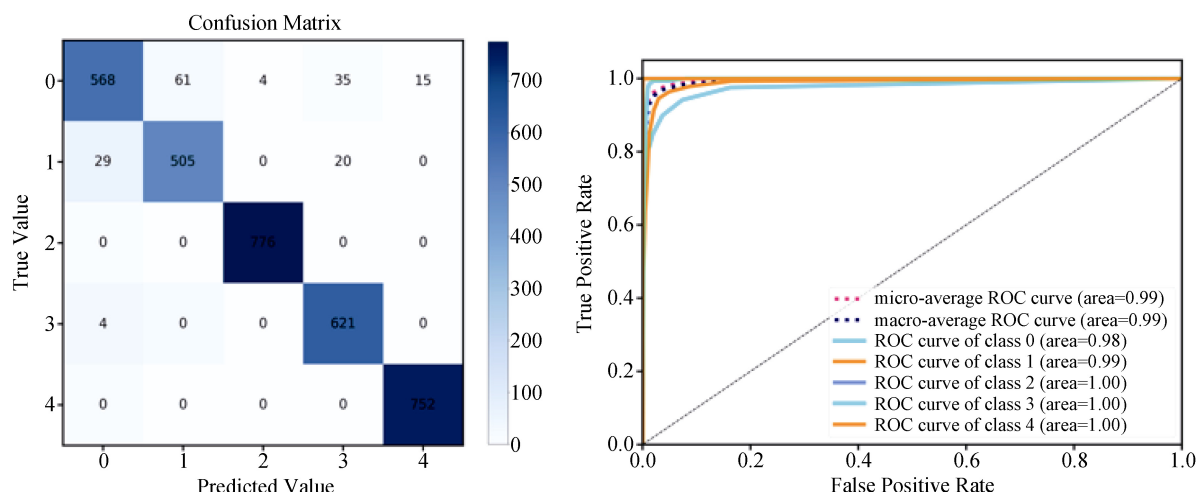 Confusion Matrix
True Value
0 568 61 4 35 15
1 29 505 0 20 0
2 0 0 776 0 0
3 4 0 0 621 0
4 0 0 0 0 752
0 1 2 3 4
Predicted Value
700
600
500
400
300
200
100
0
True Positive Rate
1.0
0.8
0.6
0.4
0.2
0.0
micro-average ROC curve (area=0.99)
macro-average ROC curve (area=0.99)
ROC curve of class 0 (area=0.98)
ROC curve of class 1 (area=0.99)
ROC curve of class 2 (area=1.00)
ROC curve of class 3 (area=1.00)
ROC curve of class 4 (area=1.00)
0.0 0.2 0.4 0.6 0.8 1.0
False Positive Rate